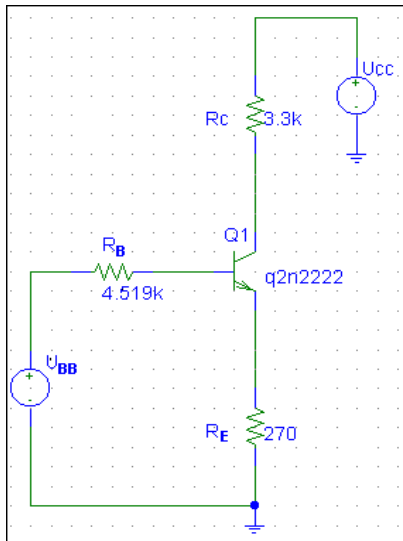 Ucc
+
-
Rc 3.3k
Q1
RB
q2n2222
4.519k
UBB
+
-
RE 270